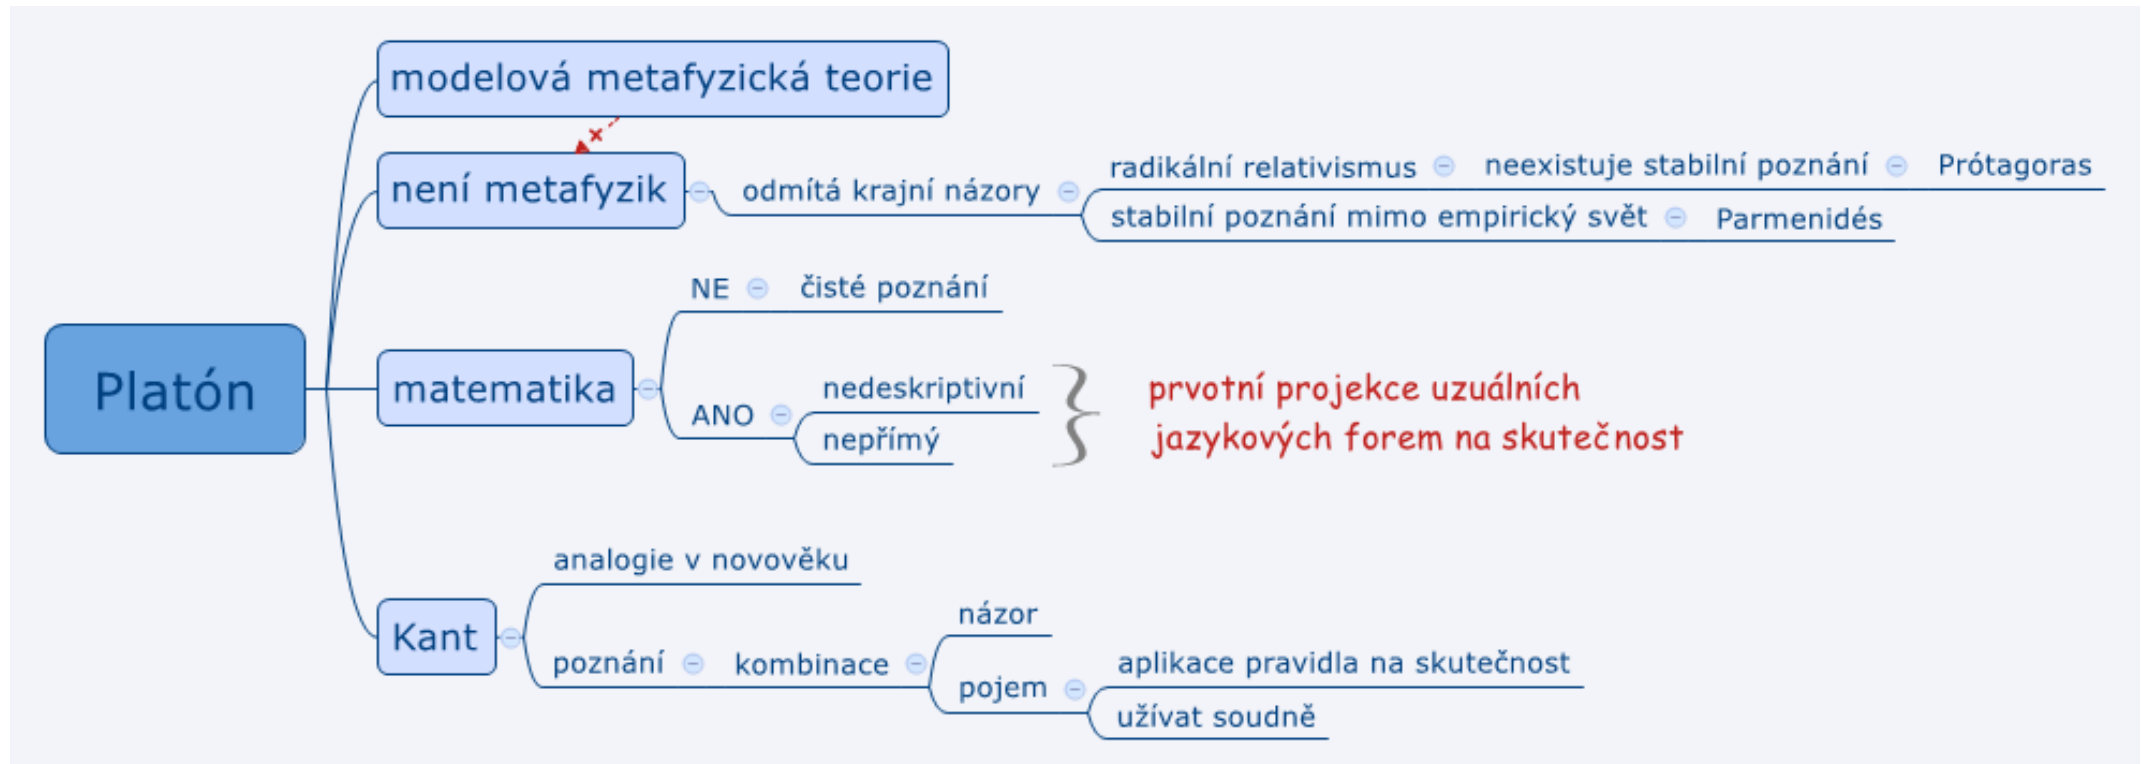 modelová metafyzická teorie
není metafyzik
odmítá krajní názory
radikální relativismus
neexistuje stabilní poznání
Prótagoras
stabilní poznání mimo empirický svět
Parmenidés
Platón
matematika
NE
čisté poznání
ANO
nedeskriptivní
nepřímý
prvotní projekce uzuálních
jazykových forem na skutečnost
Kant
analogie v novověku
poznání
kombinace
názor
pojem
aplikace pravidla na skutečnost
užívat soudně